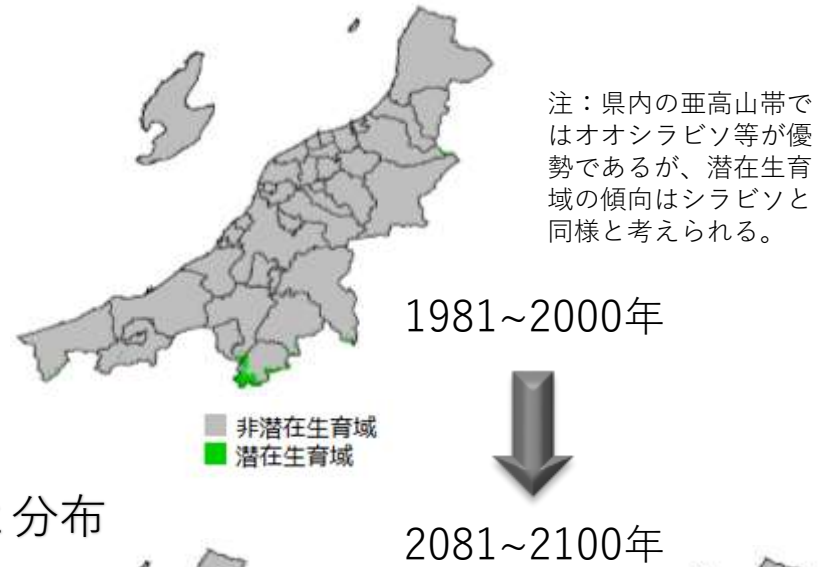 注：県内の亜高山帯で
はオオシラビソ等が優
勢であるが、潜在生育
域の傾向はシラビソと
同様と考えられる。
1981~2000年
非潜在生育域
潜在生育域
分布
2081~2100年